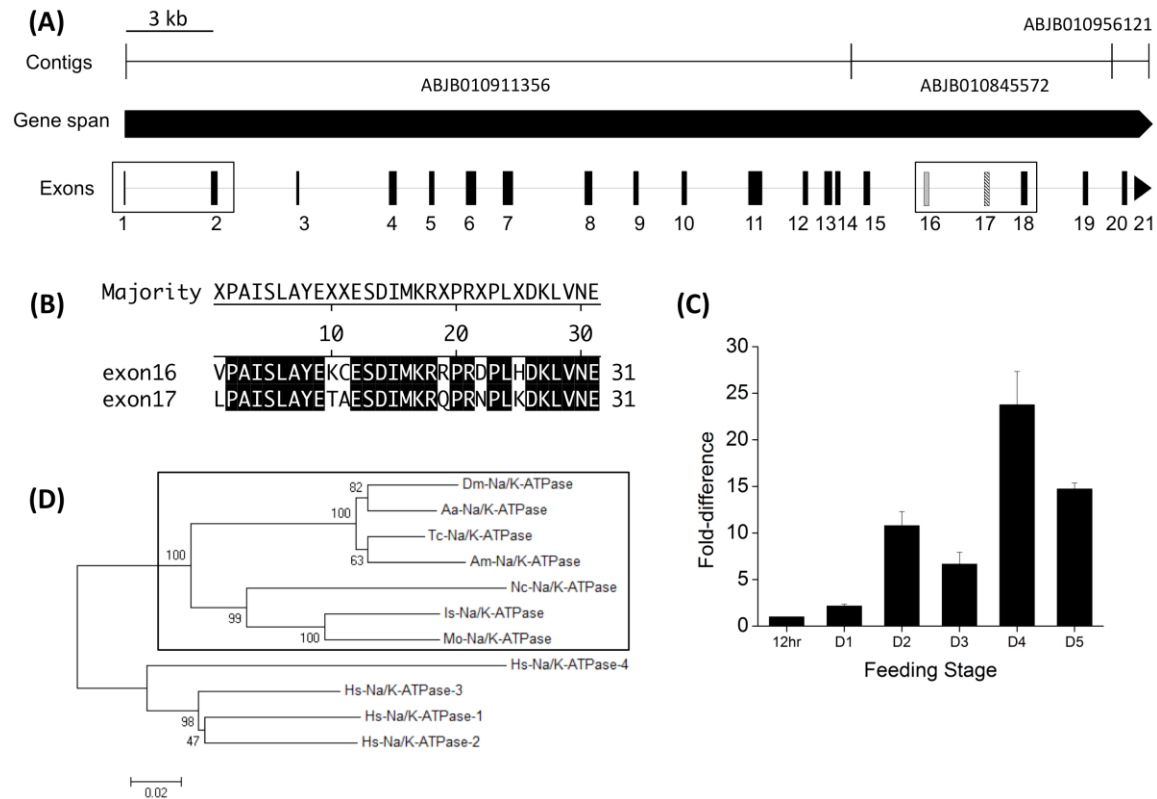 (A)
3 kb
ABJB010956121
Contigs
ABJB010911356
ABJB010845572
Gene span
Exons
1 2 3 4 5 6 7 8 9 10 11 12 13 14 15 16 17 18 19 20 21
(B)
Majority XPAISLAYEXXESDIMKRXPRXPLXDKLVNE
10 20 30
exon16 VPAISLAYEKCESDIMKRRPRDPLHDKLVNE 31
exon17 LPAISLAYETAESDIMKRQPRNPLKDKLVNE 31
(C)
30
25
20
15
10
5
0
Fold-difference
12hr D1 D2 D3 D4 D5
Feeding Stage
(D)
82
Dm-Na/K-ATPase
100
Aa-Na/K-ATPase
Tc-Na/K-ATPase
63
Am-Na/K-ATPase
100
Nc-Na/K-ATPase
99
Is-Na/K-ATPase
100
Mo-Na/K-ATPase
Hs-Na/K-ATPase-4
Hs-Na/K-ATPase-3
98
Hs-Na/K-ATPase-1
47
Hs-Na/K-ATPase-2
0.02